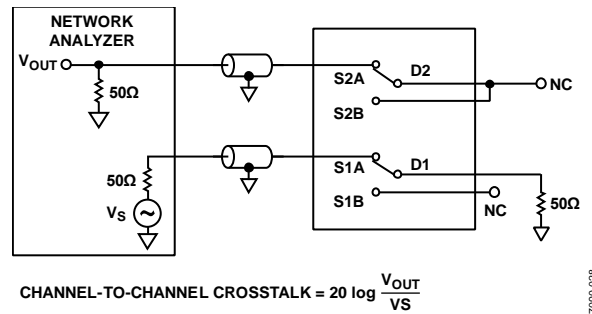 NETWORK
ANALYZER
VOUT
50Ω
50Ω
VS
S2A
D2
S2B
NC
S1A
D1
S1B
NC
50Ω
CHANNEL-TO-CHANNEL CROSSTALK = 20 log VOUT
VS